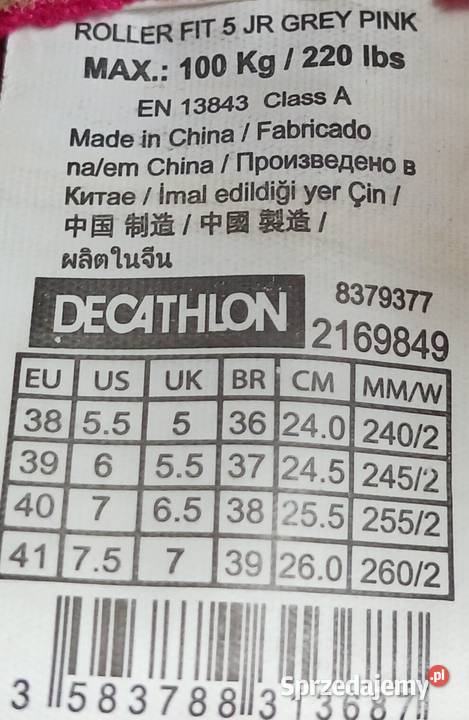 ROLLER FIT 5 JR GREY PINK
MAX.: 100 Kg / 220 lbs
EN 13843 Class A
Made in China / Fabricado
na/em China / Произведено в
Китае / İmal edildiği yer Çin /
中国 制造 / 中國 製造 /
ผลิตในจีน
DECATHLON
8379377
2169849
EU US UK BR CM MM/W
38 5.5 5 36 24.0 240/2
39 6 5.5 37 24.5 245/2
40 7 6.5 38 25.5 255/2
41 7.5 7 39 26.0 260/2
3 583788 313687
Sprzedajemy.pl